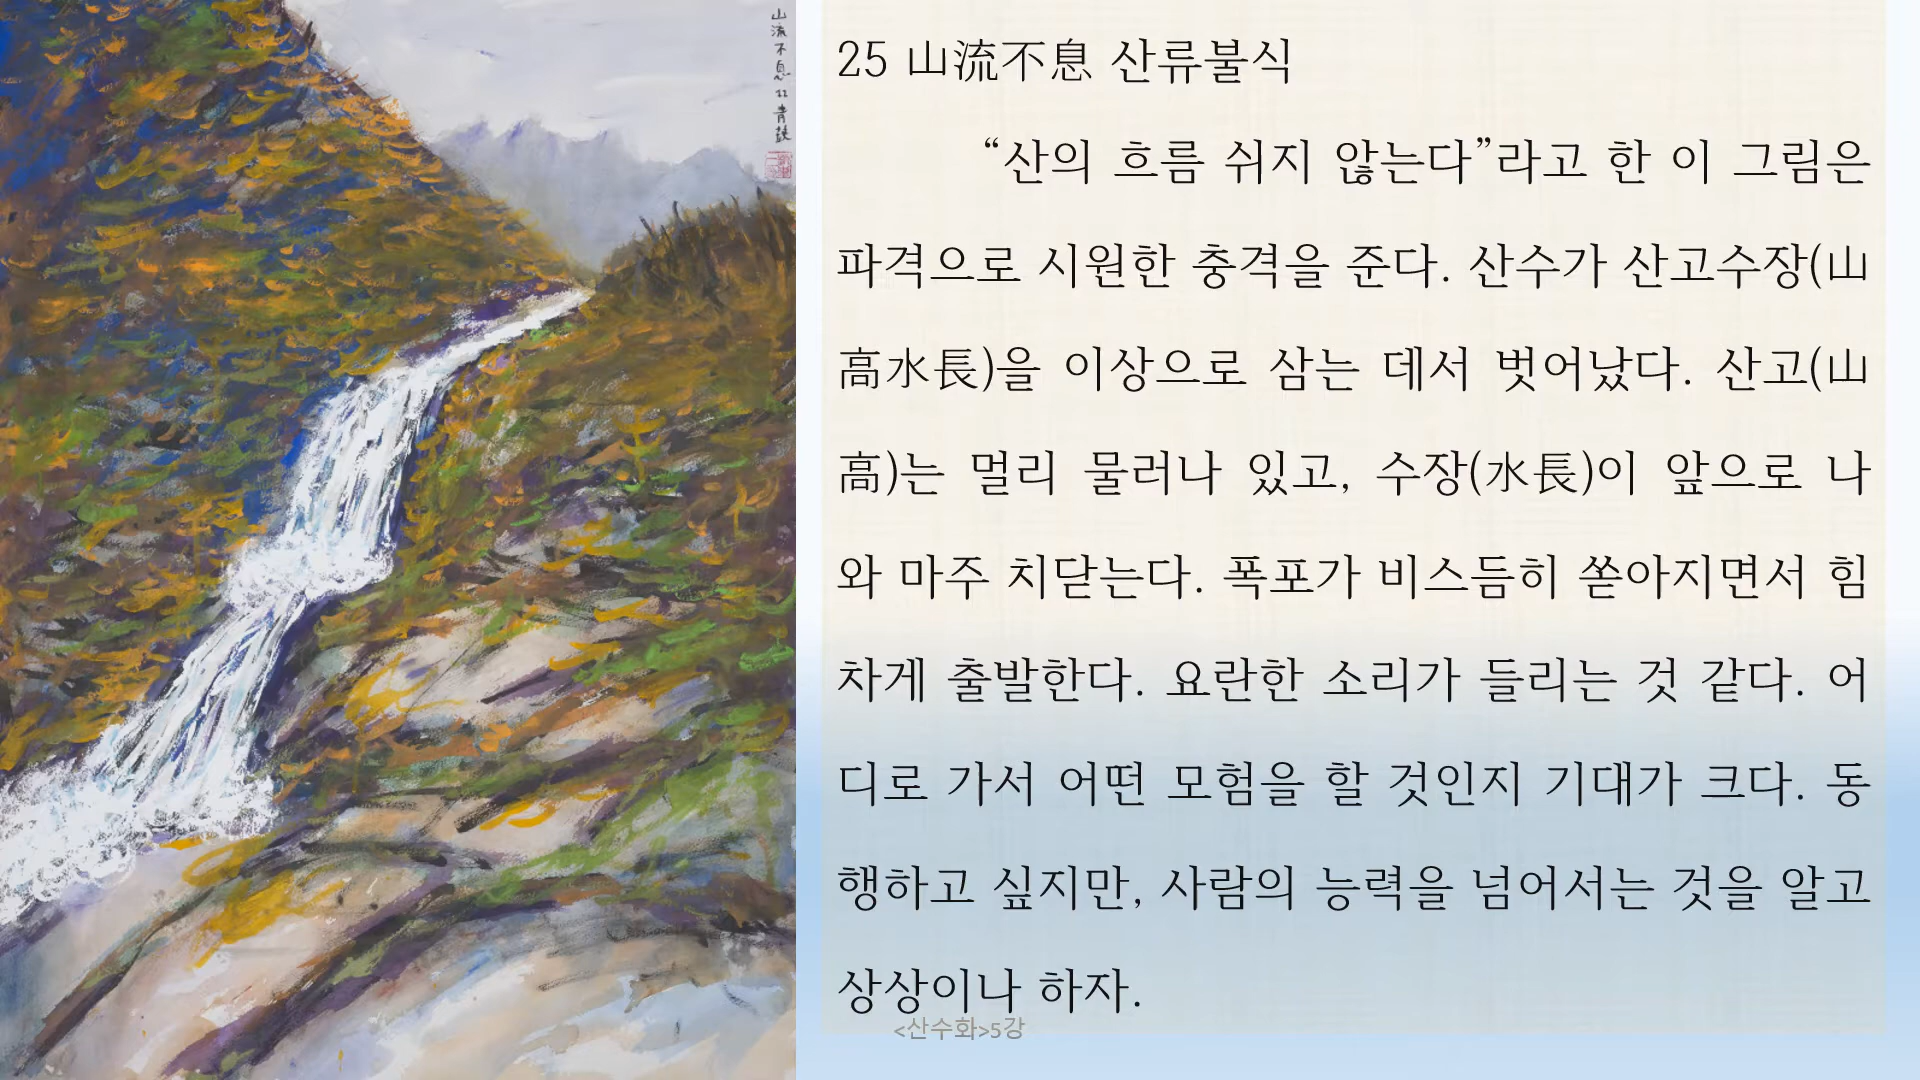 山流不息 22 靑鼓
25 山流不息 산류불식
“산의 흐름 쉬지 않는다”라고 한 이 그림은
파격으로 시원한 충격을 준다. 산수가 산고수장(山
高水長)을 이상으로 삼는 데서 벗어났다. 산고(山
高)는 멀리 물러나 있고, 수장(水長)이 앞으로 나
와 마주 치닫는다. 폭포가 비스듬히 쏟아지면서 힘
차게 출발한다. 요란한 소리가 들리는 것 같다. 어
디로 가서 어떤 모험을 할 것인지 기대가 크다. 동
행하고 싶지만, 사람의 능력을 넘어서는 것을 알고
상상이나 하자.
<산수화>5강